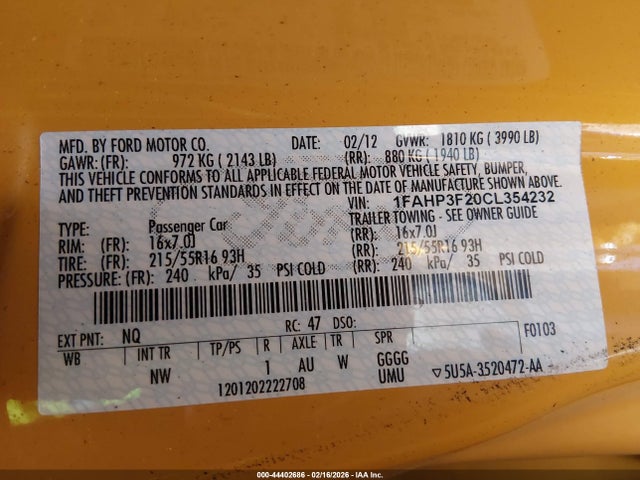 MFD. BY FORD MOTOR CO. DATE: 02/12 GVWR: 1810 KG ( 3990 LB)
GAWR: (FR): 972 KG ( 2143 LB) (RR): 880 KG ( 1940 LB)
THIS VEHICLE CONFORMS TO ALL APPLICABLE FEDERAL MOTOR VEHICLE SAFETY, BUMPER,
AND THEFT PREVENTION STANDARDS IN EFFECT ON THE DATE OF MANUFACTURE SHOWN ABOVE.
VIN: 1FAHP3F20CL354232
TYPE: Passenger Car TRAILER TOWING - SEE OWNER GUIDE
RIM: (FR): 16x7.0J (RR): 16x7.0J
TIRE: (FR): 215/55R16 93H (RR): 215/55R16 93H
PRESSURE: (FR): 240 kPa/ 35 PSI COLD (RR): 240 kPa/ 35 PSI COLD
EXT PNT: NQ RC: 47 DSO: F0103
WB INT TR TP/PS R AXLE TR SPR
NW 1 AU W GGGG
UMU
1201202222708 ▽5U5A-3520472-AA
000-44402686 - 02/16/2026 - IAA Inc.